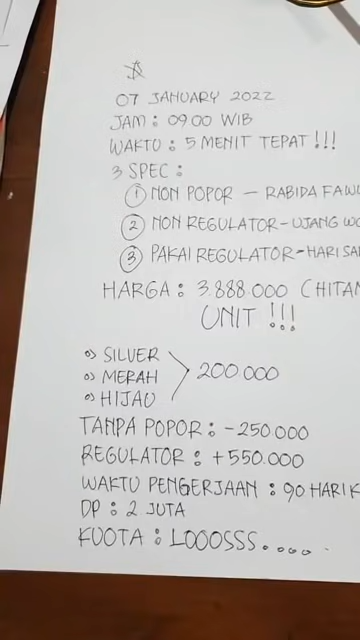 07 JANUARY 2022
JAM : 09.00 WIB
WAKTU : 5 MENIT TEPAT !!!
3 SPEC :
① NON POPOR – RABIDA
② NON REGULATOR – UJANG
③ PAKAI REGULATOR – HARI
HARGA : 3.888.000 (HITAM
UNIT !!!
o) SILVER
o) MERAH 200.000
o) HIJAU
TANPA POPOR : -250.000
REGULATOR : +550.000
WAKTU PENGERJAAN : 90 HARI
DP : 2 JUTA
KUOTA : LOOOSSS.....